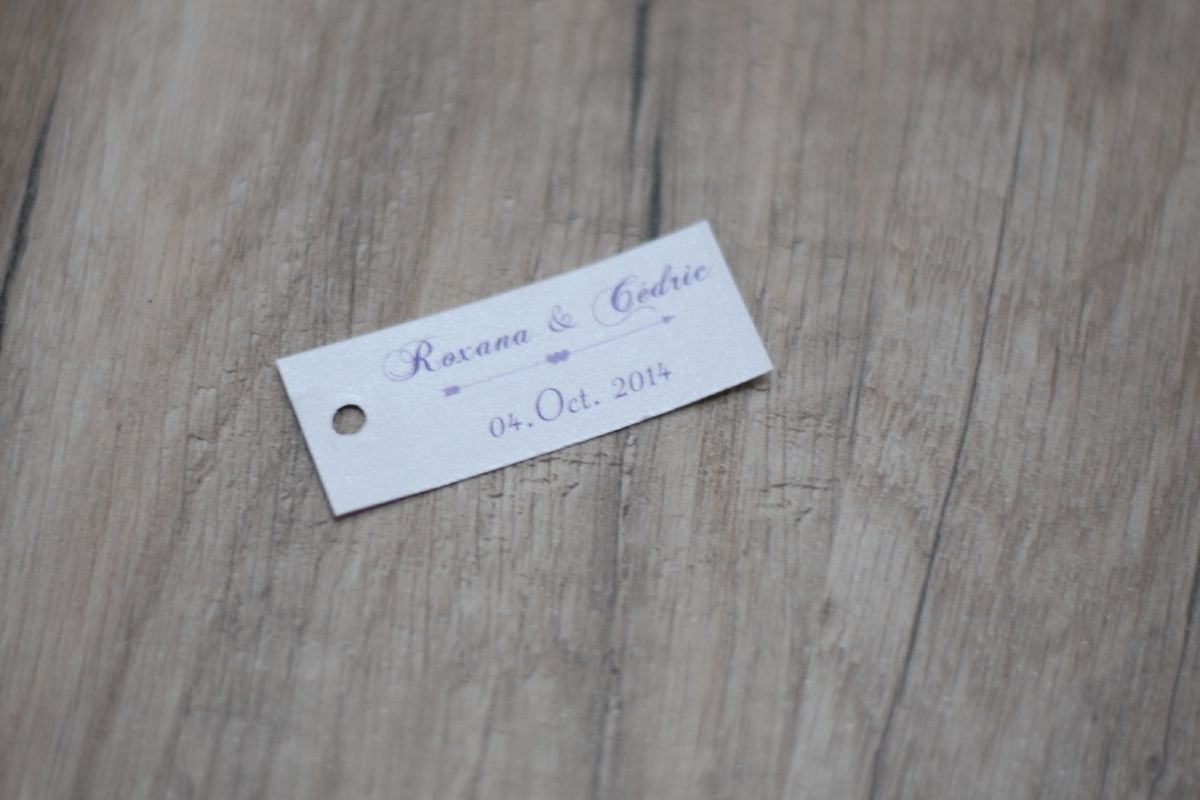 Roxana & Cédric
04.Oct. 2014